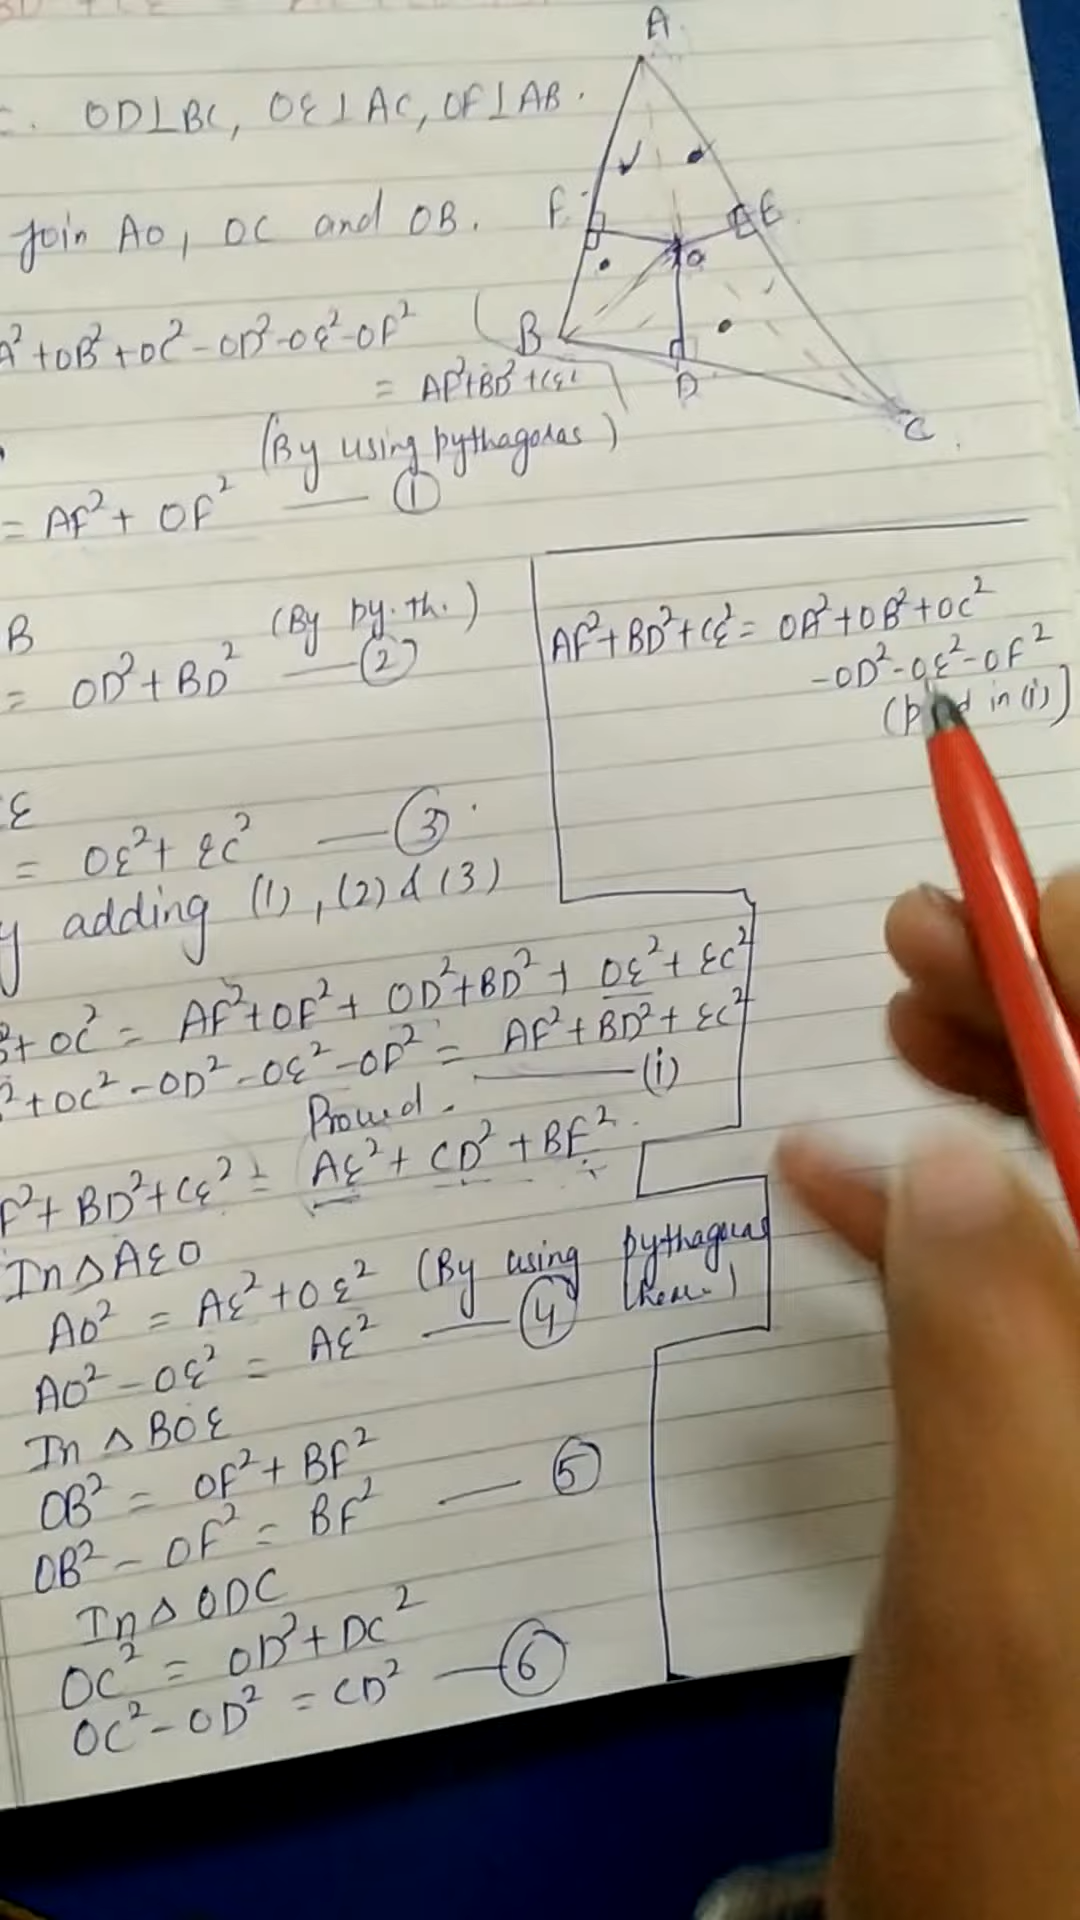 OD⊥BC, OE⊥AC, OF⊥AB.
A
Join AO, OC and OB.
F
E
O
A²+OB²+OC²-OD²-OE²-OF²
B
= AF²+BD²+CE²
D
C
(By using pythagoras)
= AF² + OF² — ①
B
(By py. th.)
= OD² + BD² — ②
E
= OE² + EC² — ③
y adding (1), (2) & (3)
²+OC² = AF²+OF²+ OD²+BD²+ OE²+ EC²
²+OC²-OD²-OE²-OF² = AF²+BD²+EC²
— (i)
Proved.
F²+BD²+CE² = AE²+ CD²+BF².
In △AEO
AO² = AE²+OE² (By using pythagoras theo.)
AO²-OE² = AE² — ④
In △ BOE
OB² = OF²+ BF²
OB²- OF² = BF² — ⑤
In △ ODC
OC² = OD²+ DC²
OC²-OD² = CD² — ⑥
AF²+BD²+CE² = OA²+OB²+OC²
-OD²-OE²-OF²
in (i)]